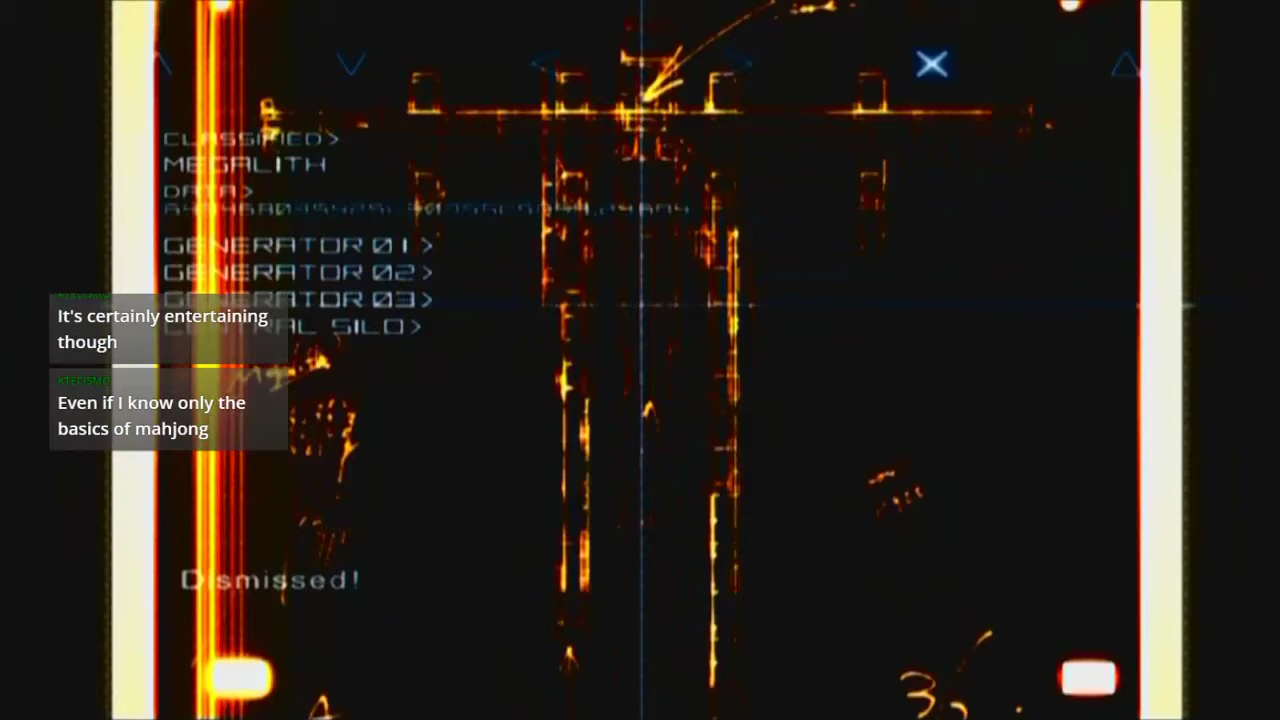 CLASSIFIED>
MEGALITH
DATA>
GENERATOR 01>
GENERATOR 02>
GENERATOR 03>
SILO>
It's certainly entertaining
though
KTECISMO
Even if I know only the
basics of mahjong
Dismissed!